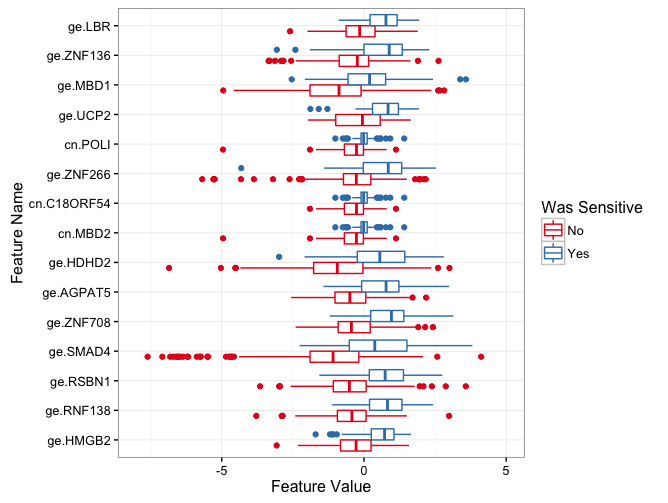 ge.LBR
ge.ZNF136
ge.MBD1
ge.UCP2
cn.POLI
ge.ZNF266
cn.C18ORF54
cn.MBD2
ge.HDHD2
ge.AGPAT5
ge.ZNF708
ge.SMAD4
ge.RSBN1
ge.RNF138
ge.HMGB2
Feature Name
-5 0 5
Feature Value
Was Sensitive
No
Yes